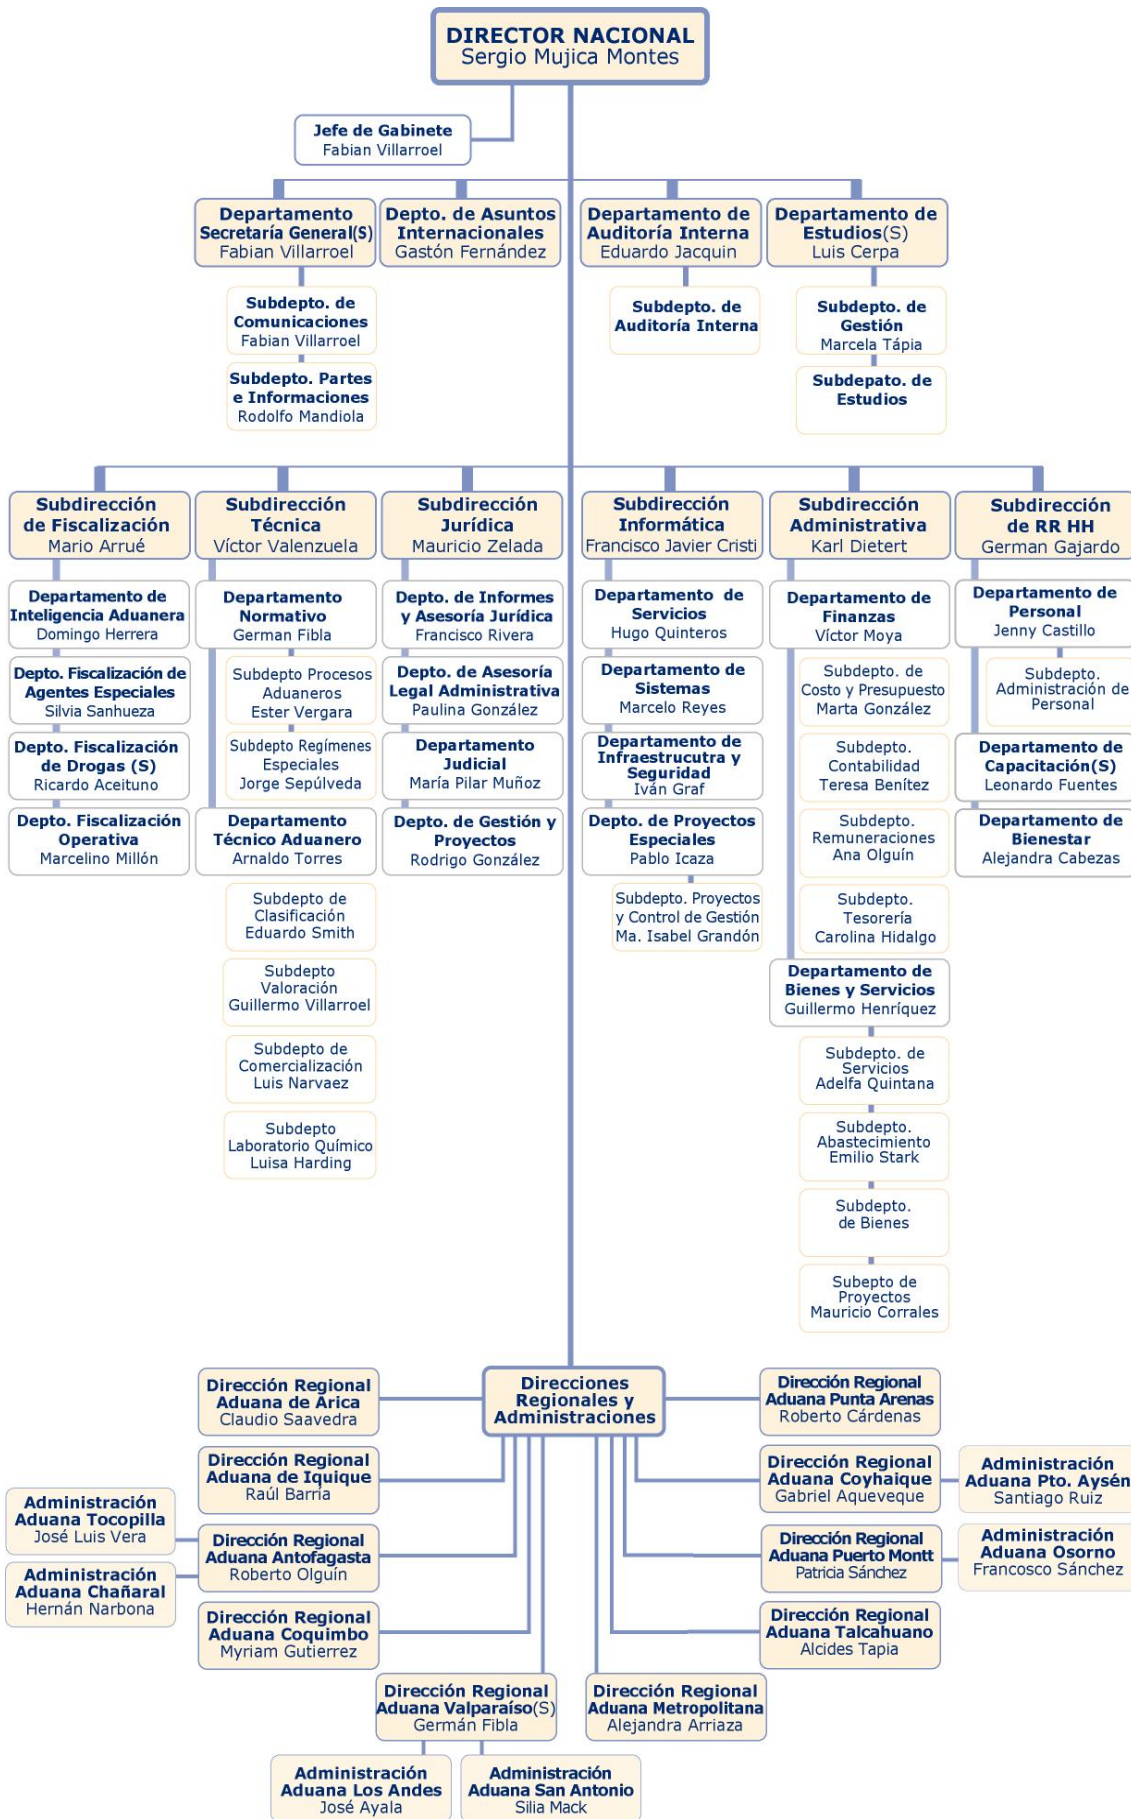 DIRECTOR NACIONAL
Sergio Mujica Montes
Jefe de Gabinete
Fabian Villarroel
Departamento
Secretaría General(S)
Fabian Villarroel
Depto. de Asuntos
Internacionales
Gastón Fernández
Departamento de
Auditoría Interna
Eduardo Jacquin
Departamento de
Estudios(S)
Luis Cerpa
Subdepto. de
Comunicaciones
Fabian Villarroel
Subdepto. Partes
e Informaciones
Rodolfo Mandiola
Subdepto. de
Auditoría Interna
Subdepto. de
Gestión
Marcela Tápia
Subdepato. de
Estudios
Subdirección
de Fiscalización
Mario Arrué
Subdirección
Técnica
Víctor Valenzuela
Subdirección
Jurídica
Mauricio Zelada
Subdirección
Informática
Francisco Javier Cristi
Subdirección
Administrativa
Karl Dietert
Subdirección
de RR HH
German Gajardo
Departamento de
Inteligencia Aduanera
Domingo Herrera
Depto. Fiscalización de
Agentes Especiales
Silvia Sanhueza
Depto. Fiscalización
de Drogas (S)
Ricardo Aceituno
Depto. Fiscalización
Operativa
Marcelino Millón
Departamento
Normativo
German Fibla
Subdepto Procesos
Aduaneros
Ester Vergara
Subdepto Regímenes
Especiales
Jorge Sepúlveda
Departamento
Técnico Aduanero
Arnaldo Torres
Subdepto de
Clasificación
Eduardo Smith
Subdepto
Valoración
Guillermo Villarroel
Subdepto de
Comercialización
Luis Narvaez
Subdepto
Laboratorio Químico
Luisa Harding
Depto. de Informes
y Asesoría Jurídica
Francisco Rivera
Depto. de Asesoría
Legal Administrativa
Paulina González
Departamento
Judicial
María Pilar Muñoz
Depto. de Gestión y
Proyectos
Rodrigo González
Departamento de
Servicios
Hugo Quinteros
Departamento de
Sistemas
Marcelo Reyes
Departamento de
Infraestrucutra y
Seguridad
Iván Graf
Depto. de Proyectos
Especiales
Pablo Icaza
Subdepto. Proyectos
y Control de Gestión
Ma. Isabel Grandón
Departamento de
Finanzas
Víctor Moya
Subdepto. de
Costo y Presupuesto
Marta González
Subdepto.
Contabilidad
Teresa Benítez
Subdepto.
Remuneraciones
Ana Olguín
Subdepto.
Tesorería
Carolina Hidalgo
Departamento de
Bienes y Servicios
Guillermo Henríquez
Subdepto. de
Servicios
Adelfa Quintana
Subdepto.
Abastecimiento
Emilio Stark
Subdepto.
de Bienes
Subepto de
Proyectos
Mauricio Corrales
Departamento de
Personal
Jenny Castillo
Subdepto.
Administración de
Personal
Departamento de
Capacitación(S)
Leonardo Fuentes
Departamento de
Bienestar
Alejandra Cabezas
Direcciones
Regionales y
Administraciones
Dirección Regional
Aduana de Arica
Claudio Saavedra
Dirección Regional
Aduana de Iquique
Raúl Barría
Administración
Aduana Tocopilla
José Luis Vera
Administración
Aduana Chañaral
Hernán Narbona
Dirección Regional
Aduana Antofagasta
Roberto Olguín
Dirección Regional
Aduana Coquimbo
Myriam Gutierrez
Dirección Regional
Aduana Valparaíso(S)
Germán Fibla
Administración
Aduana Los Andes
José Ayala
Administración
Aduana San Antonio
Silia Mack
Dirección Regional
Aduana Punta Arenas
Roberto Cárdenas
Dirección Regional
Aduana Coyhaique
Gabriel Aqueveque
Administración
Aduana Pto. Aysén
Santiago Ruiz
Dirección Regional
Aduana Puerto Montt
Patricia Sánchez
Administración
Aduana Osorno
Francosco Sánchez
Dirección Regional
Aduana Talcahuano
Alcides Tapia
Dirección Regional
Aduana Metropolitana
Alejandra Arriaza